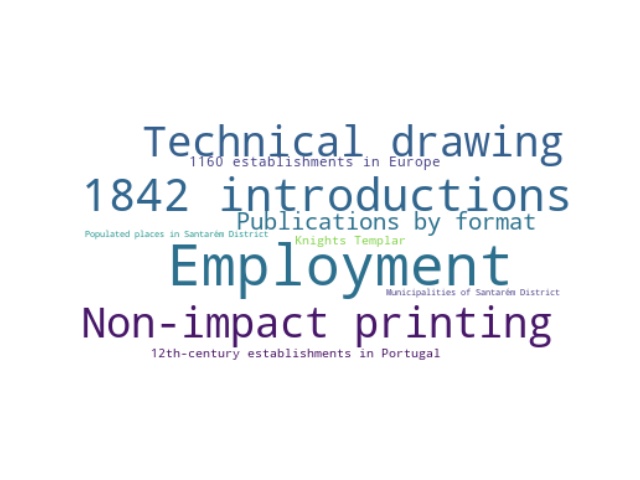 Technical drawing
1160 establishments in Europe
1842 introductions
Publications by format
Populated places in Santarém District
Knights Templar
Employment
Municipalities of Santarém District
Non-impact printing
12th-century establishments in Portugal